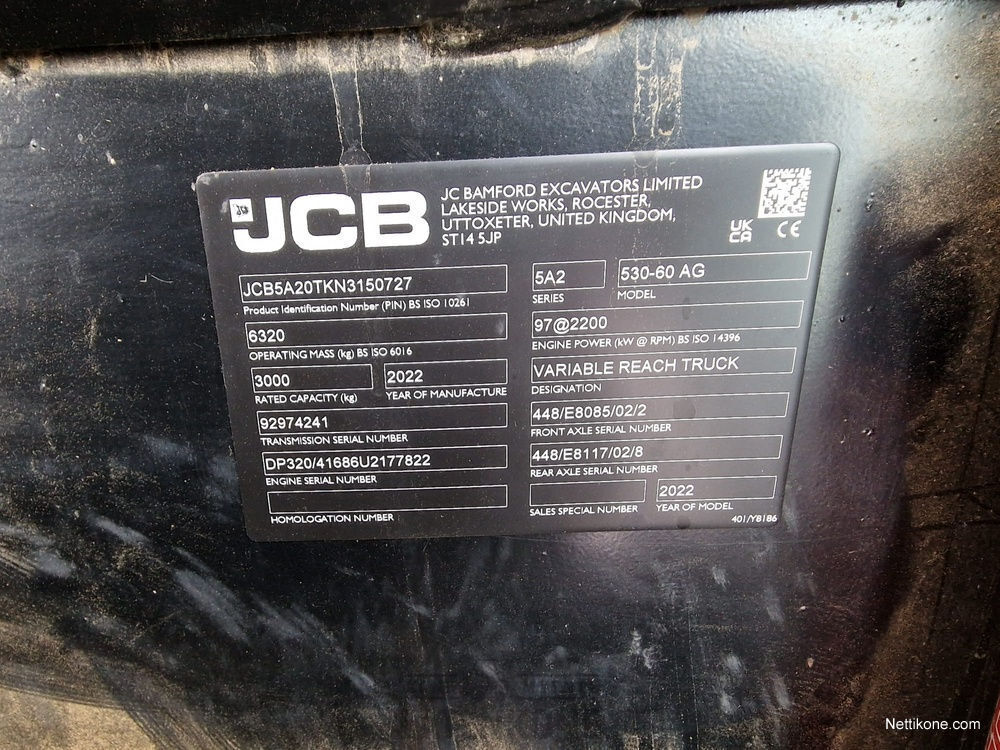 JCB
JC BAMFORD EXCAVATORS LIMITED
LAKESIDE WORKS, ROCESTER,
UTTOXETER, UNITED KINGDOM,
ST14 5JP
UK
CA
CE
JCB5A20TKN3150727
Product Identification Number (PIN) BS ISO 10261
5A2
SERIES
530-60 AG
MODEL
6320
OPERATING MASS (kg) BS ISO 6016
97@2200
ENGINE POWER (kW @ RPM) BS ISO 14396
3000
RATED CAPACITY (kg)
2022
YEAR OF MANUFACTURE
VARIABLE REACH TRUCK
DESIGNATION
92974241
TRANSMISSION SERIAL NUMBER
448/E8085/02/2
FRONT AXLE SERIAL NUMBER
DP320/41686U2177822
ENGINE SERIAL NUMBER
448/E8117/02/8
REAR AXLE SERIAL NUMBER
HOMOLOGATION NUMBER
SALES SPECIAL NUMBER
2022
YEAR OF MODEL
401/Y8186
Nettikone.com